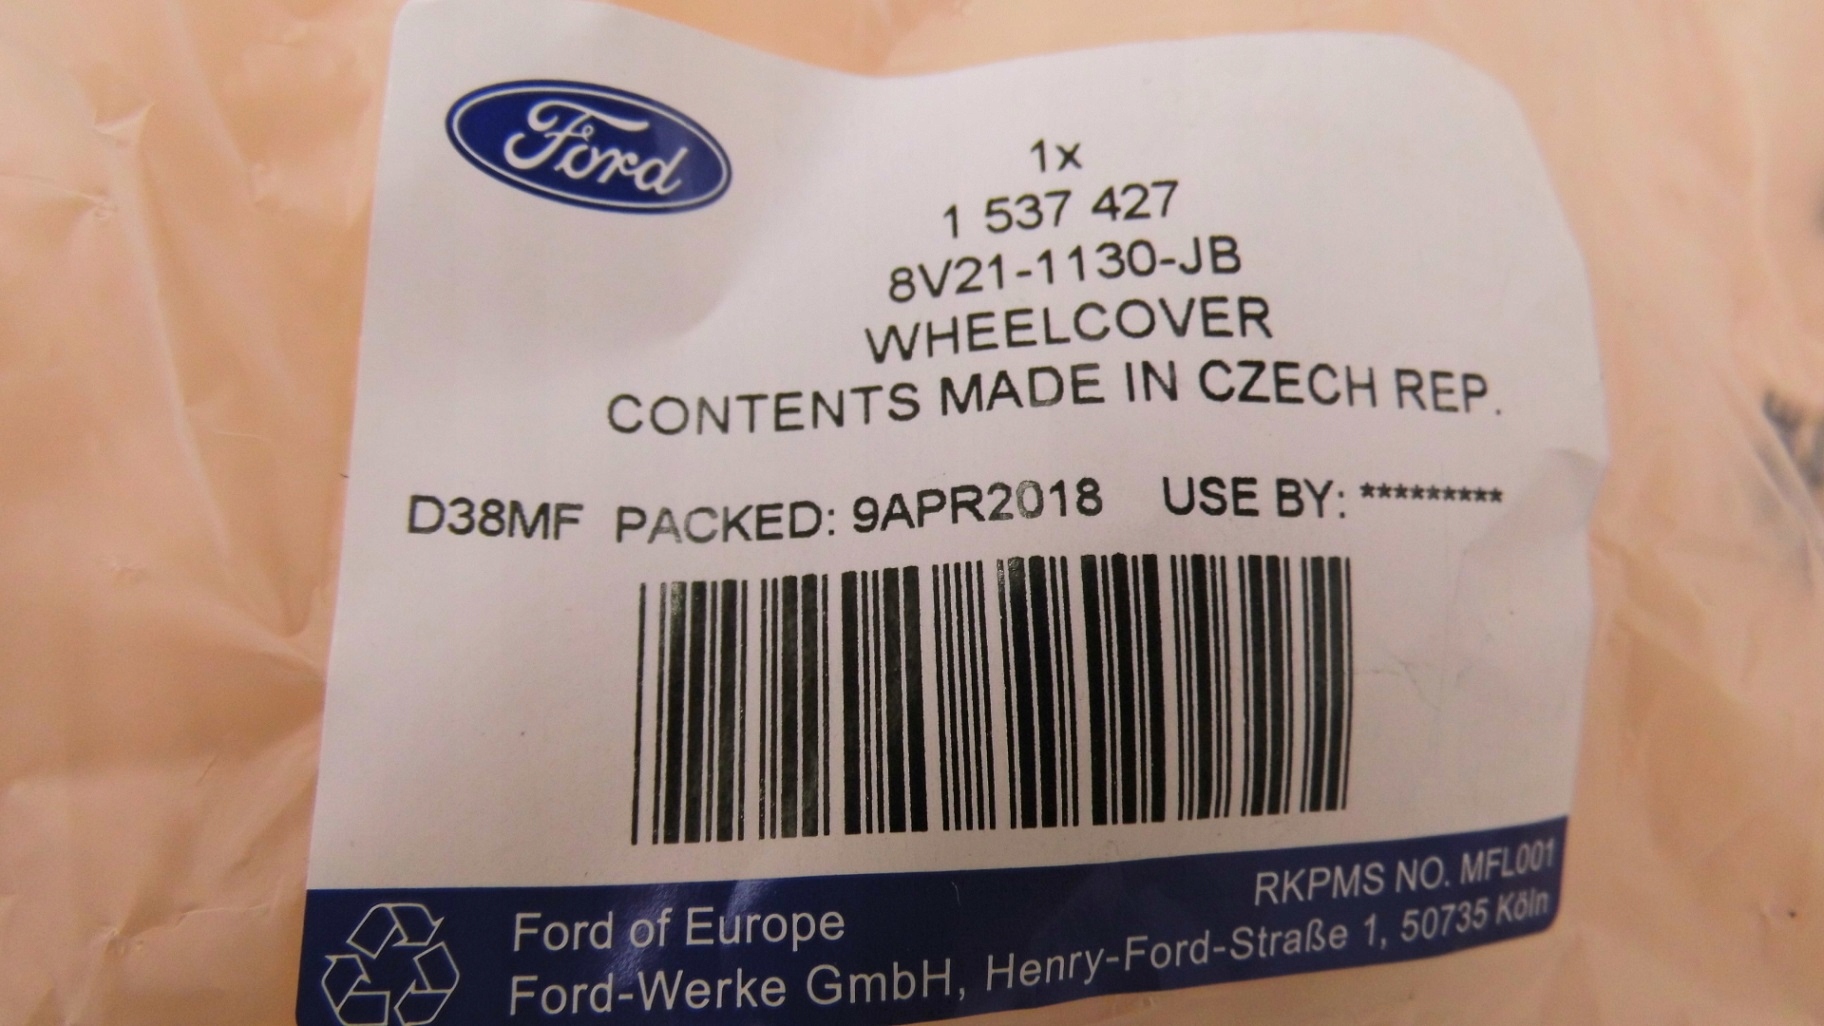 Ford
1x
1 537 427
8V21-1130-JB
WHEELCOVER
CONTENTS MADE IN CZECH REP.
D38MF PACKED: 9APR2018 USE BY: *********
RKPMS NO. MFL001
Ford of Europe
Ford-Werke GmbH, Henry-Ford-Straße 1, 50735 Köln